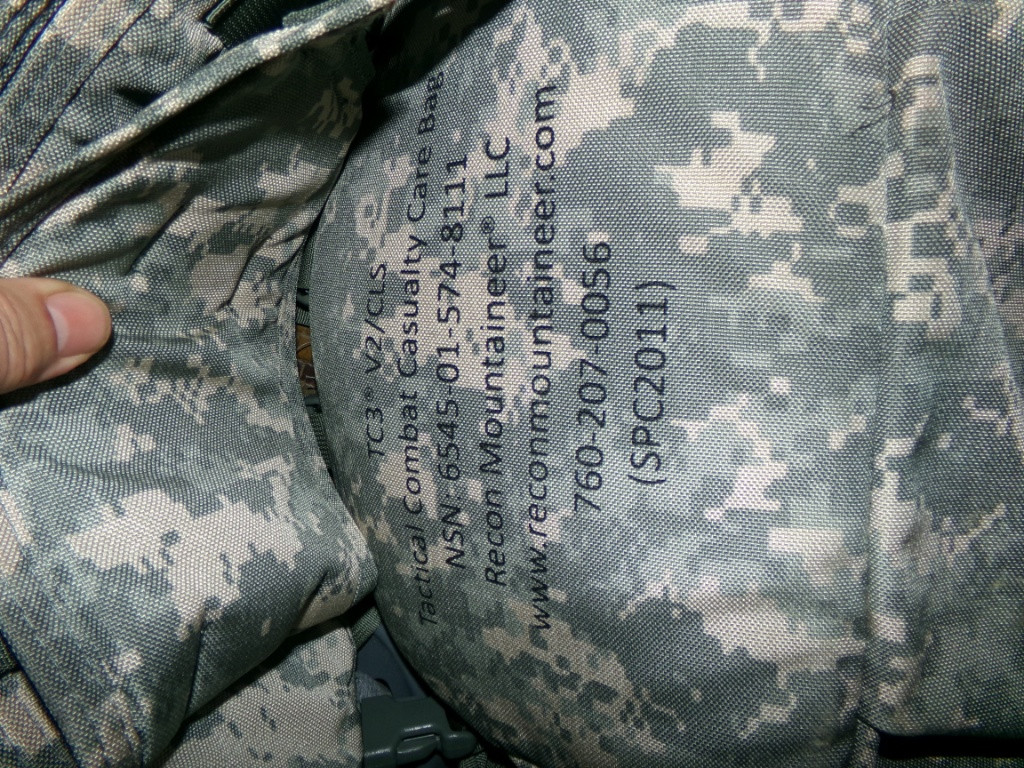 TC3® V2/CLS
Tactical Combat Casualty Care Bag
NSN: 6545-01-574-8111
Recon Mountaineer® LLC
www.reconmountaineer.com
760-207-0056
(SPC2011)